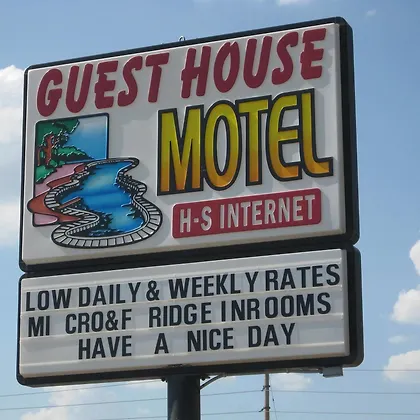 GUEST HOUSE
MOTEL
H-S INTERNET
LOW DAILY & WEEKLY RATES
MI CRO&F RIDGE INROOMS
HAVE A NICE DAY